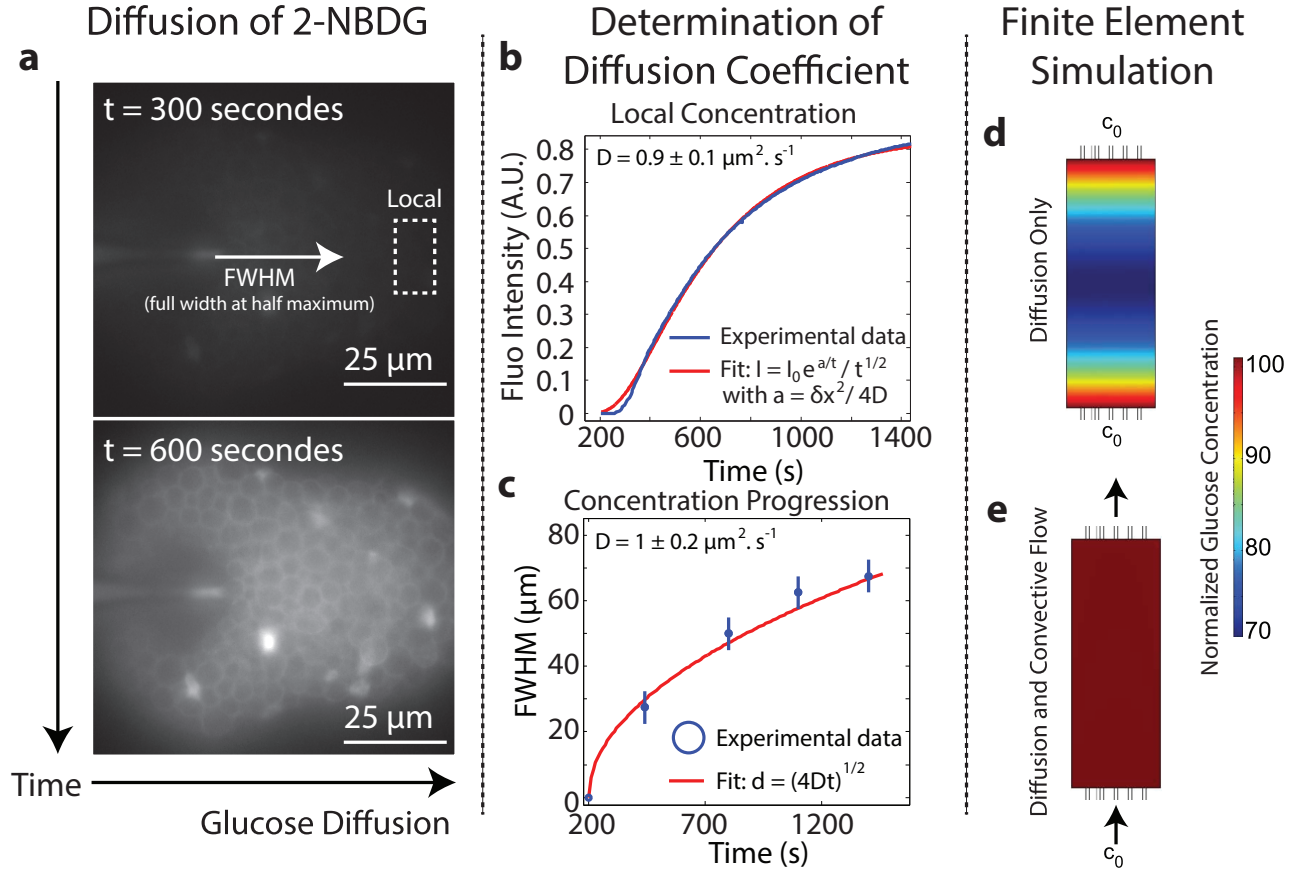 Diffusion of 2-NBDG
a
t = 300 secondes
Local
FWHM
(full width at half maximum)
25 µm
t = 600 secondes
25 µm
Time
Glucose Diffusion
Determination of
Diffusion Coefficient
b
Local Concentration
D = 0.9 ± 0.1 µm². s⁻¹
Fluo Intensity (A.U.)
0.8
0.7
0.6
0.5
0.4
0.3
0.2
0.1
0
Experimental data
Fit: I = I₀ e^{a/t} / t^{1/2}
with a = δx² / 4D
200 600 1000 1400
Time (s)
c
Concentration Progression
D = 1 ± 0.2 µm². s⁻¹
FWHM (µm)
80
60
40
20
0
Experimental data
Fit: d = (4Dt)^{1/2}
200 700 1200
Time (s)
Finite Element
Simulation
d
c₀
Diffusion Only
c₀
e
Diffusion and Convective Flow
c₀
Normalized Glucose Concentration
100
90
80
70